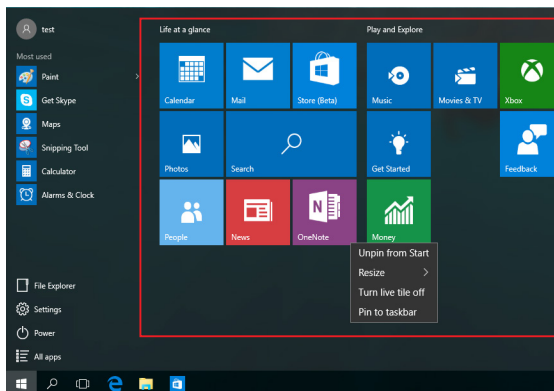 test
Most used
Paint
Get Skype
Maps
Snipping Tool
Calculator
Alarms & Clock
File Explorer
Settings
Power
All apps
Life at a glance
Calendar
Mail
Store (Beta)
Photos
Search
People
News
OneNote
Play and Explore
Music
Movies & TV
Xbox
Get Started
Feedback
Money
Unpin from Start
Resize
Turn live tile off
Pin to taskbar